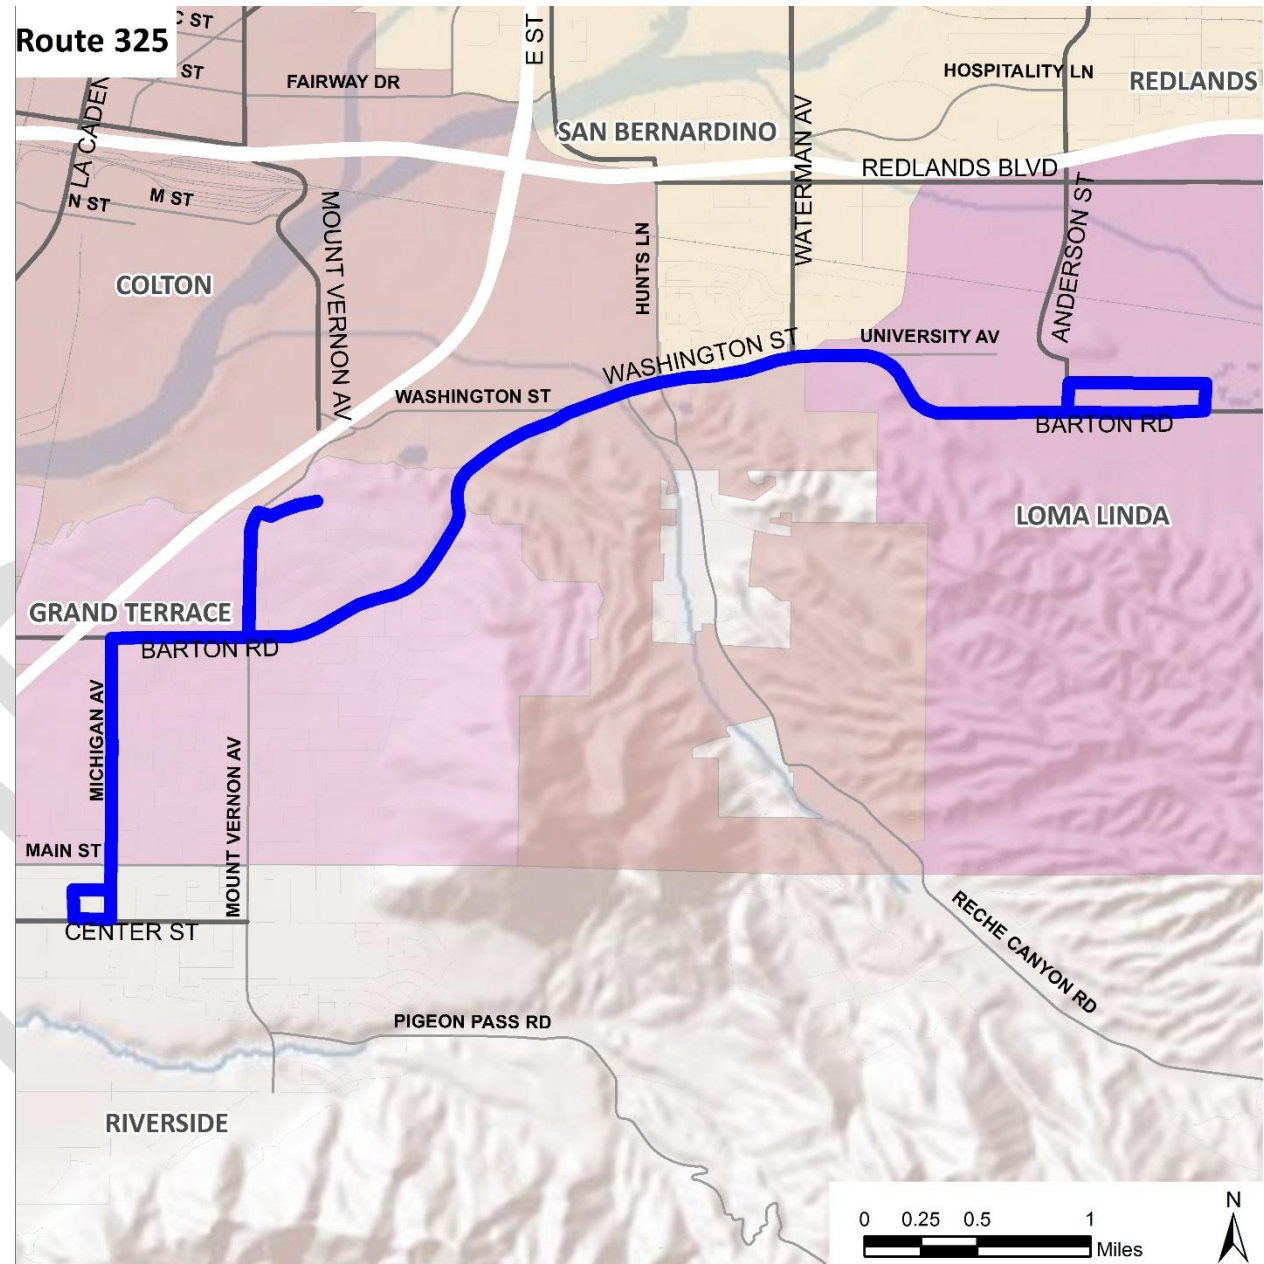 Route 325
C ST
ST
FAIRWAY DR
E ST
HOSPITALITY LN
REDLANDS
SAN BERNARDINO
WATERMAN AV
REDLANDS BLVD
N LA CADEN
N ST
M ST
MOUNT VERNON AV
HUNTS LN
ANDERSON ST
COLTON
UNIVERSITY AV
WASHINGTON ST
WASHINGTON ST
BARTON RD
LOMA LINDA
GRAND TERRACE
BARTON RD
MICHIGAN AV
MOUNT VERNON AV
MAIN ST
CENTER ST
RECHE CANYON RD
PIGEON PASS RD
RIVERSIDE
N
0 0.25 0.5 1
Miles